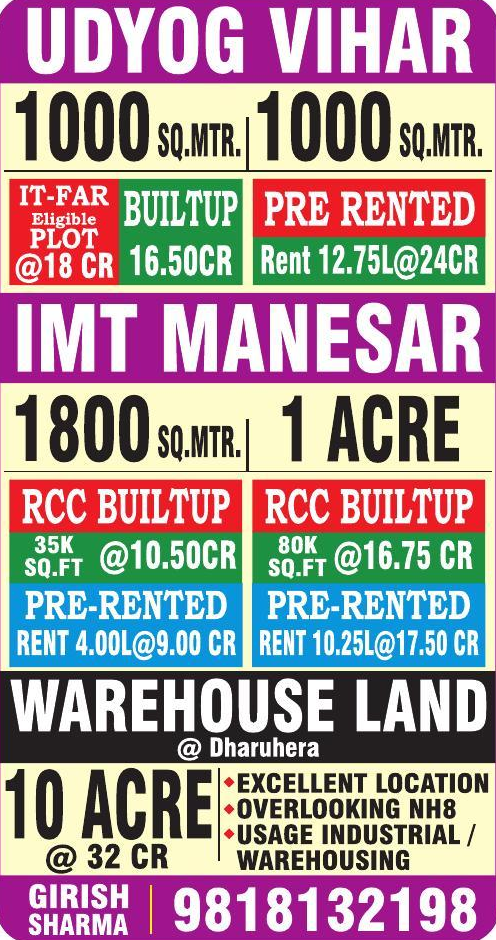 UDYOG VIHAR
1000 SQ.MTR.
IT-FAR
Eligible
PLOT
@18 CR
BUILTUP
16.50CR
1000 SQ.MTR.
PRE RENTED
Rent 12.75L@24CR
IMT MANESAR
1800 SQ.MTR.
RCC BUILTUP
35K
SQ.FT @10.50CR
PRE-RENTED
RENT 4.00L@9.00 CR
1 ACRE
RCC BUILTUP
80K
SQ.FT @16.75 CR
PRE-RENTED
RENT 10.25L@17.50 CR
WAREHOUSE LAND
@ Dharuhera
10 ACRE
@ 32 CR
EXCELLENT LOCATION
OVERLOOKING NH8
USAGE INDUSTRIAL /
WAREHOUSING
GIRISH
SHARMA
9818132198